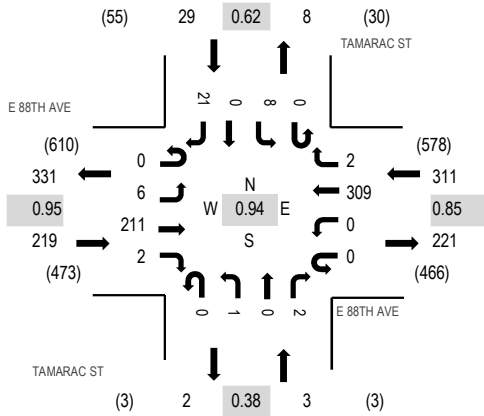 (55) 29 0.62 8 (30)
TAMARAC ST
21 0 8 0
E 88TH AVE
(610) 0 2 (578)
331 6 N 309 311
0.95 W 0.94 E 0.85
219 211 S 0 221
(473) 2 0 (466)
0 1 0 2
E 88TH AVE
TAMARAC ST
(3) 2 0.38 3 (3)